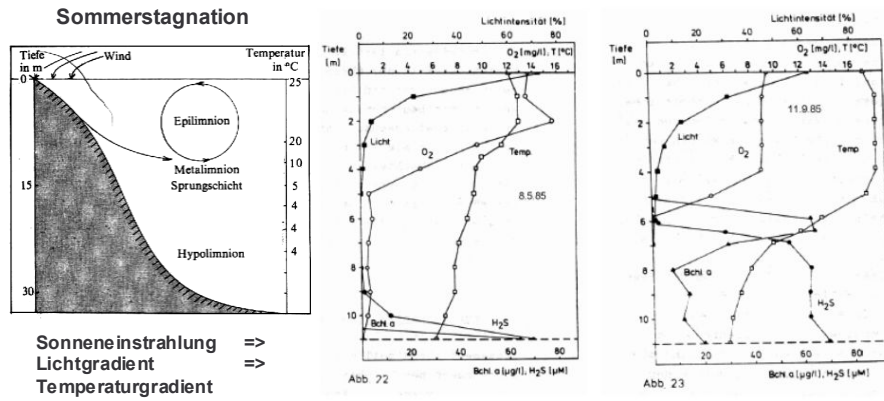 Sommerstagnation
Tiefe
in m
Wind
Temperatur
in °C
0
25
Epilimnion
20
Metalimnion
10
Sprungschicht
15
5
4
4
Hypolimnion
4
30
Sonneneinstrahlung =>
Lichtgradient =>
Temperaturgradient
Lichtintensität [%]
0 20 40 60 80
Tiefe
[m]
O₂ [mg/l], T [°C]
0 2 4 6 8 10 12 14 16
0
2
Licht
O₂
Temp.
4
8.5.85
6
8
10
H₂S
Bchl.a
0 20 40 60 80
Bchl.a [µg/l], H₂S [µM]
Abb. 22
Lichtintensität [%]
0 20 40 60 80
Tiefe
[m]
O₂ [mg/l], T [°C]
0 2 4 6 8 10 12 14 16
0
11.9.85
2
Licht
O₂
Temp.
4
6
8
Bchl.a
H₂S
10
20 40 60 80
Bchl.a [µg/l], H₂S [µM]
Abb. 23